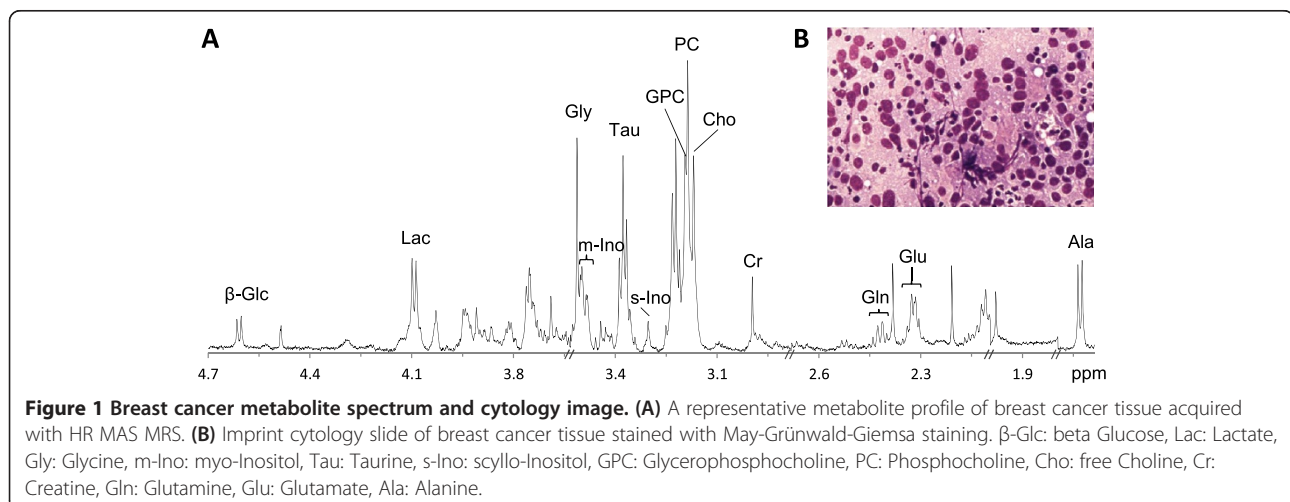 A
B
PC
GPC
Gly
Tau
Cho
m-Ino
Lac
s-Ino
Cr
Glu
Gln
Ala
β-Glc
4.7 4.4 4.1 3.8 3.4 3.1 2.6 2.3 1.9 ppm
Figure 1 Breast cancer metabolite spectrum and cytology image. (A) A representative metabolite profile of breast cancer tissue acquired
with HR MAS MRS. (B) Imprint cytology slide of breast cancer tissue stained with May-Grünwald-Giemsa staining. β-Glc: beta Glucose, Lac: Lactate,
Gly: Glycine, m-Ino: myo-Inositol, Tau: Taurine, s-Ino: scyllo-Inositol, GPC: Glycerophosphocholine, PC: Phosphocholine, Cho: free Choline, Cr:
Creatine, Gln: Glutamine, Glu: Glutamate, Ala: Alanine.